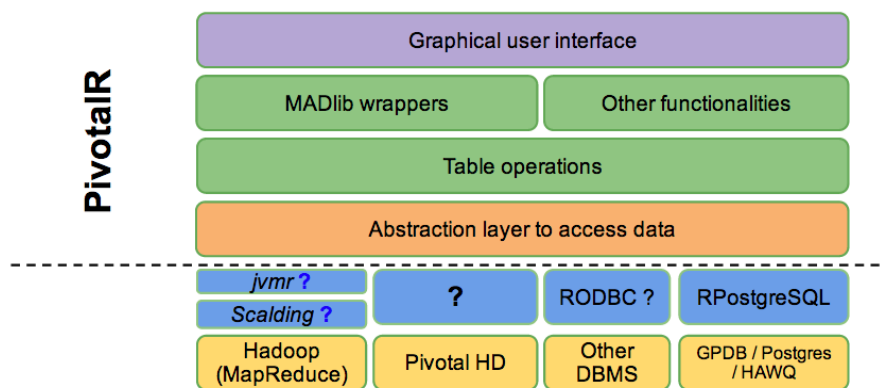 PivotalR
Graphical user interface
MADlib wrappers
Other functionalities
Table operations
Abstraction layer to access data
jvmr ?
Scalding ?
?
RODBC ?
RPostgreSQL
Hadoop
(MapReduce)
Pivotal HD
Other
DBMS
GPDB / Postgres
/ HAWQ